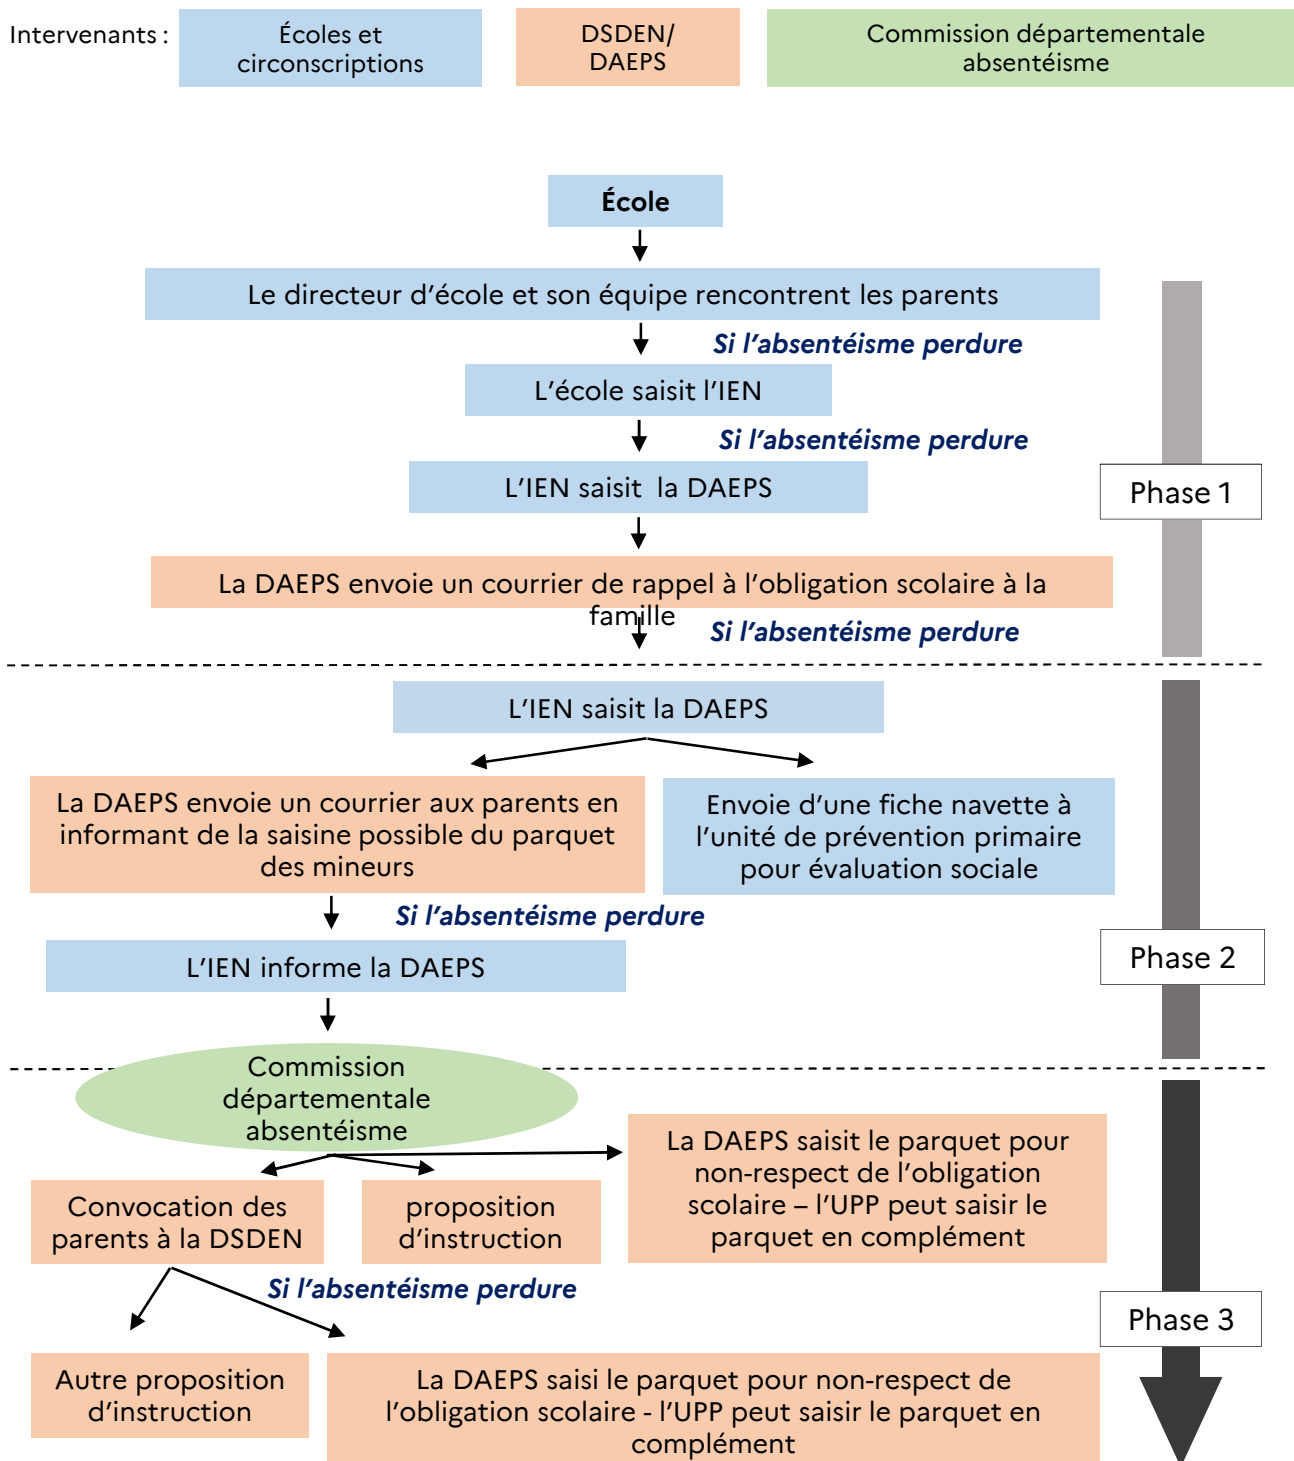 Intervenants :
Écoles et
circonscriptions
DSDEN/
DAEPS
Commission départementale
absentéisme
École
Le directeur d’école et son équipe rencontrent les parents
Si l’absentéisme perdure
L’école saisit l’IEN
Si l’absentéisme perdure
L’IEN saisit la DAEPS
Phase 1
La DAEPS envoie un courrier de rappel à l’obligation scolaire à la
famille
Si l’absentéisme perdure
L’IEN saisit la DAEPS
La DAEPS envoie un courrier aux parents en
informant de la saisine possible du parquet
des mineurs
Envoie d’une fiche navette à
l’unité de prévention primaire
pour évaluation sociale
Si l’absentéisme perdure
L’IEN informe la DAEPS
Phase 2
Commission
départementale
absentéisme
La DAEPS saisit le parquet pour
non-respect de l’obligation
scolaire – l’UPP peut saisir le
parquet en complément
Convocation des
parents à la DSDEN
proposition
d’instruction
Si l’absentéisme perdure
Phase 3
Autre proposition
d’instruction
La DAEPS saisi le parquet pour non-respect de
l’obligation scolaire - l’UPP peut saisir le parquet en
complément